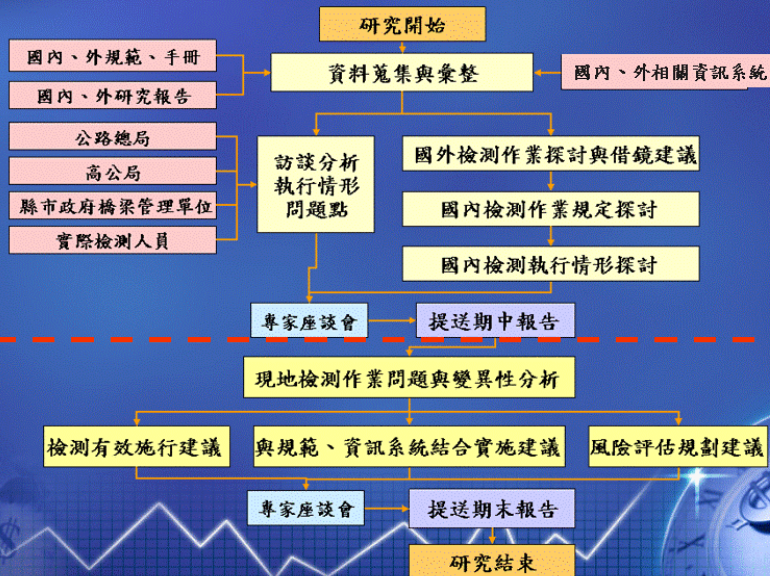 研究開始
國內、外規範、手冊
資料蒐集與彙整
國內、外相關資訊系統
國內、外研究報告
公路總局
高公局
縣市政府橋梁管理單位
實際檢測人員
訪談分析
執行情形
問題點
國外檢測作業探討與借鏡建議
國內檢測作業規定探討
國內檢測執行情形探討
專家座談會
提送期中報告
現地檢測作業問題與變異性分析
檢測有效施行建議
與規範、資訊系統結合實施建議
風險評估規劃建議
專家座談會
提送期末報告
研究結束